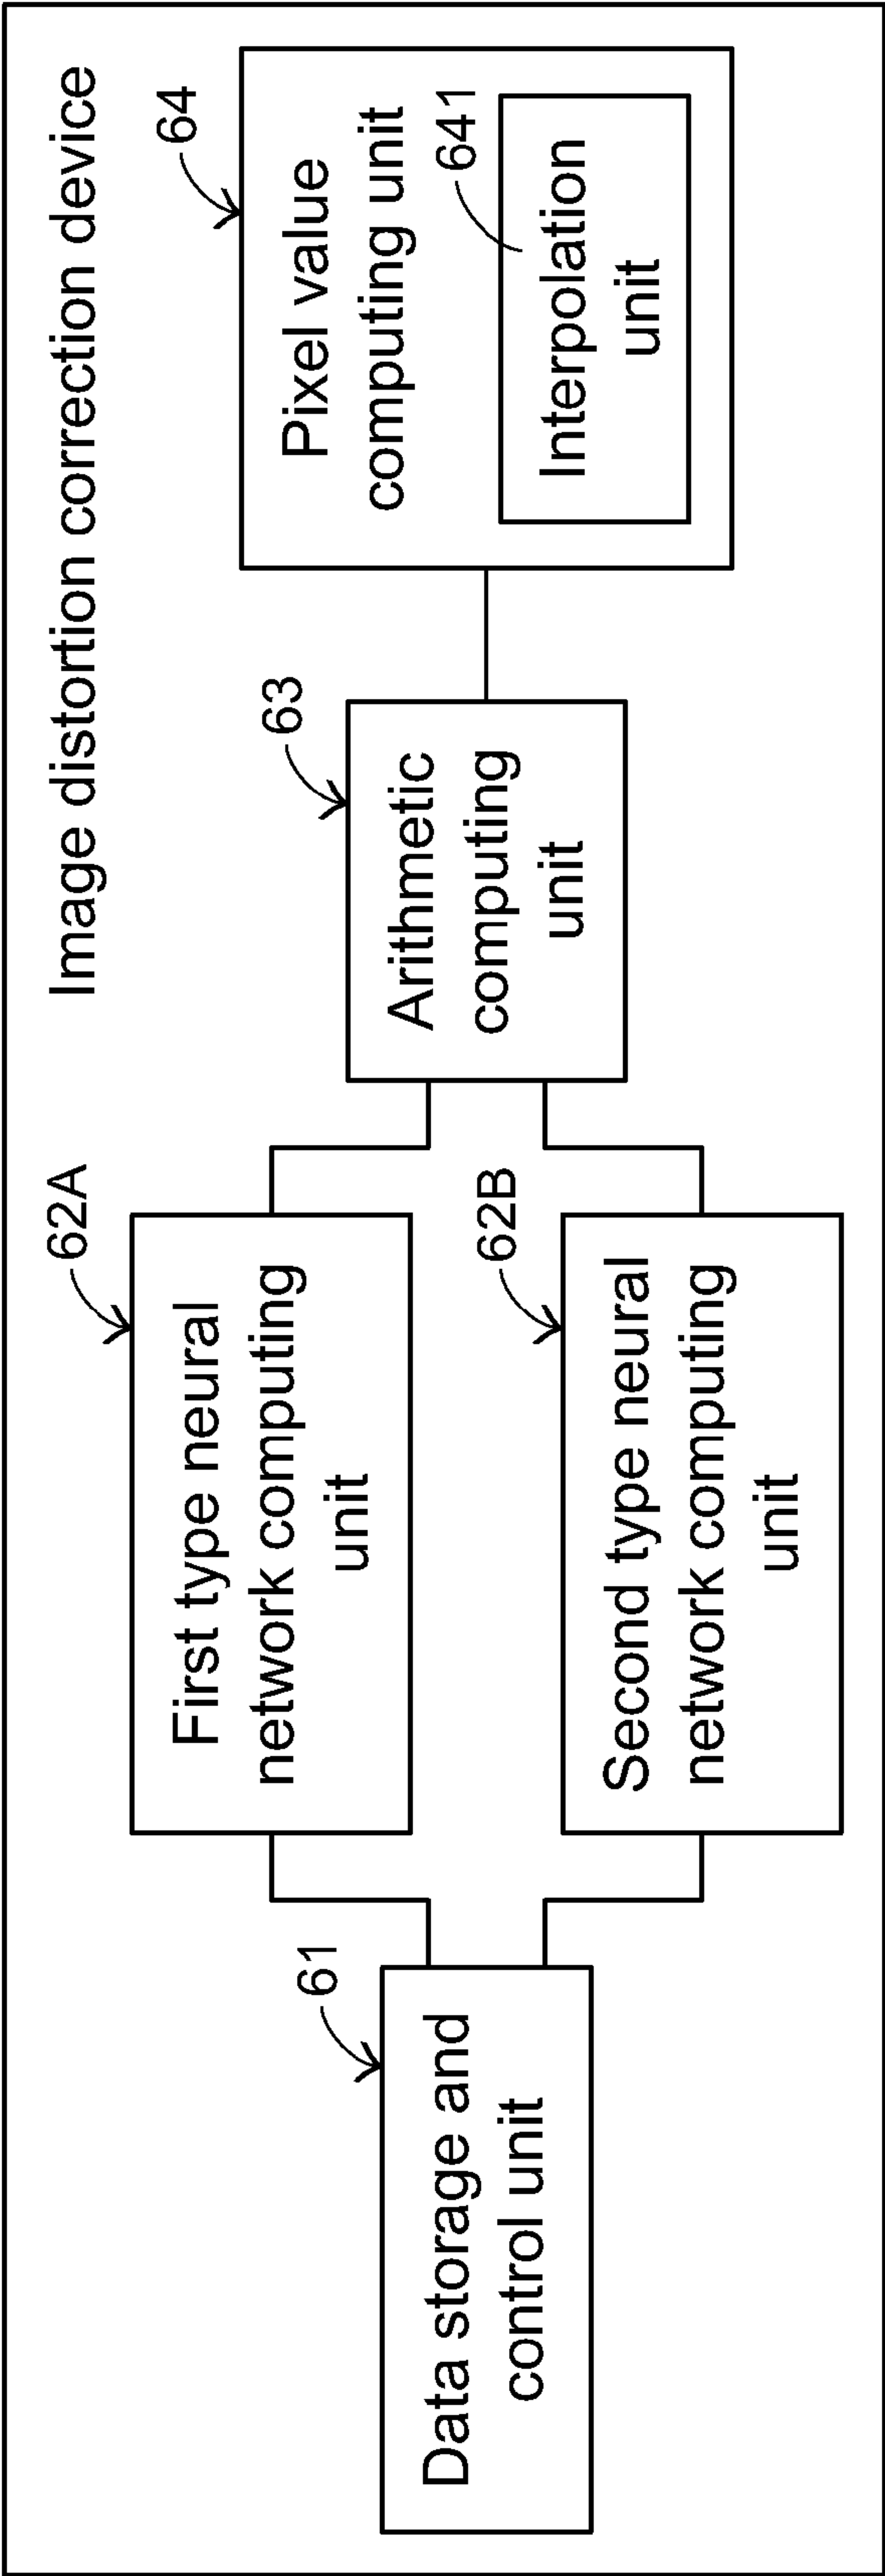 Image distortion correction device
61
Data storage and
control unit
62A
First type neural
network computing
unit
62B
Second type neural
network computing
unit
63
Arithmetic
computing
unit
64
Pixel value
computing unit
641
Interpolation
unit